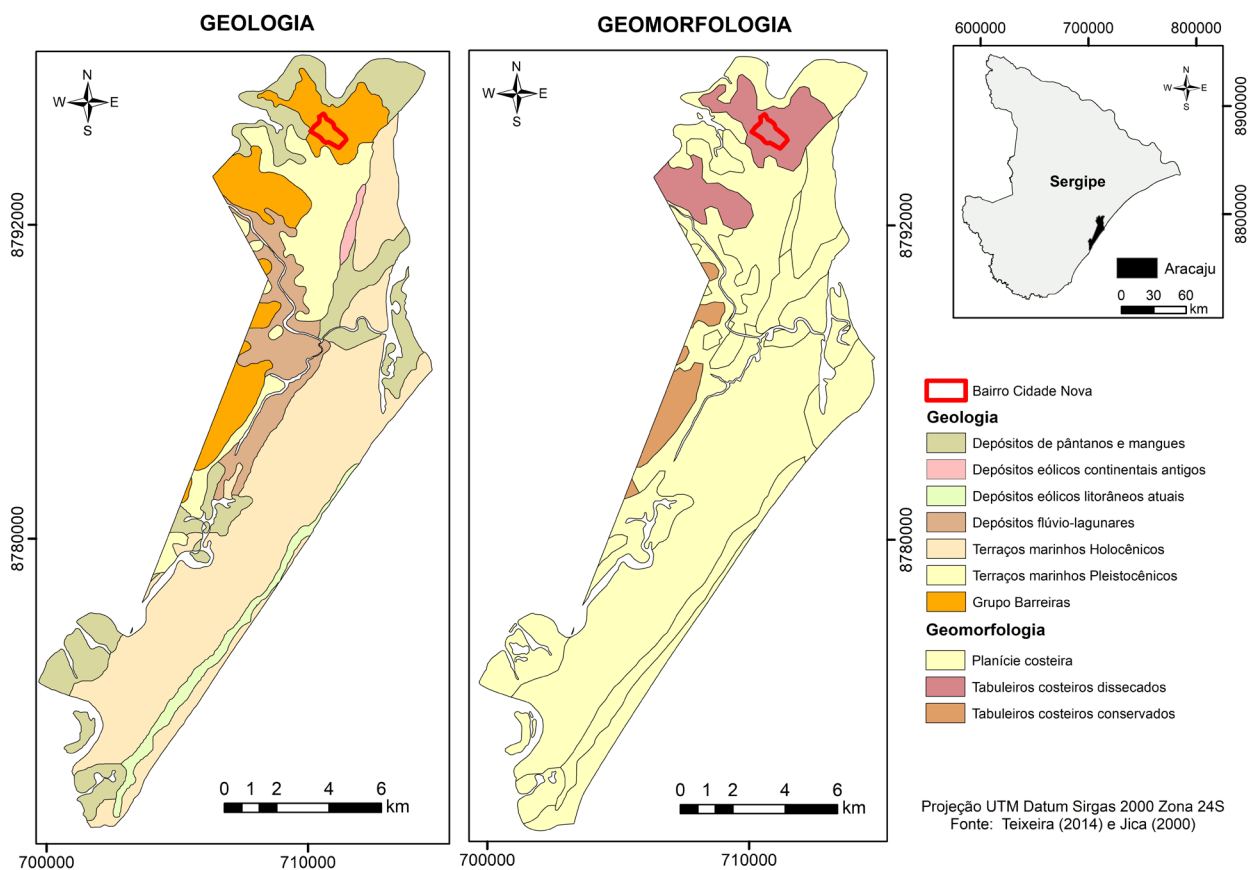 GEOLOGIA
N
W E
S
8792000
8780000
0 1 2 4 6
km
700000 710000
GEOMORFOLOGIA
N
W E
S
8792000
8780000
0 1 2 4 6
km
700000 710000
600000 700000 800000
N
W E
S
8900000
8800000
Sergipe
Aracaju
0 30 60
km
Bairro Cidade Nova
Geologia
Depósitos de pântanos e mangues
Depósitos eólicos continentais antigos
Depósitos eólicos litorâneos atuais
Depósitos flúvio-lagunares
Terraços marinhos Holocênicos
Terraços marinhos Pleistocênicos
Grupo Barreiras
Geomorfologia
Planície costeira
Tabuleiros costeiros dissecados
Tabuleiros costeiros conservados
Projeção UTM Datum Sirgas 2000 Zona 24S
Fonte: Teixeira (2014) e Jica (2000)